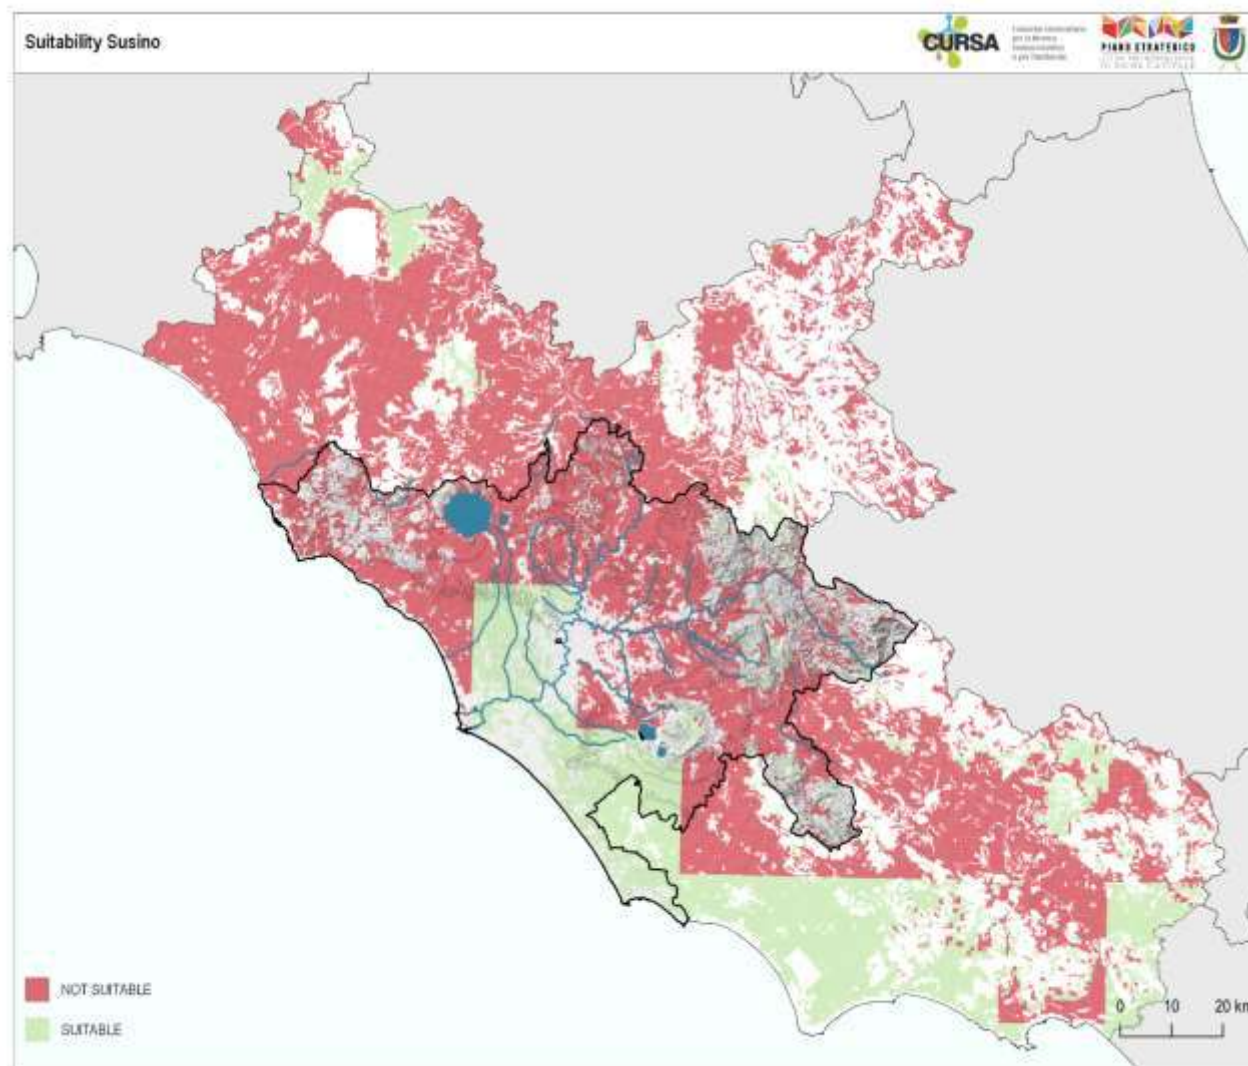 Suitability Susino
CURSA
PIANO STRATEGICO
NOT SUITABLE
SUITABLE
0 10 20 km